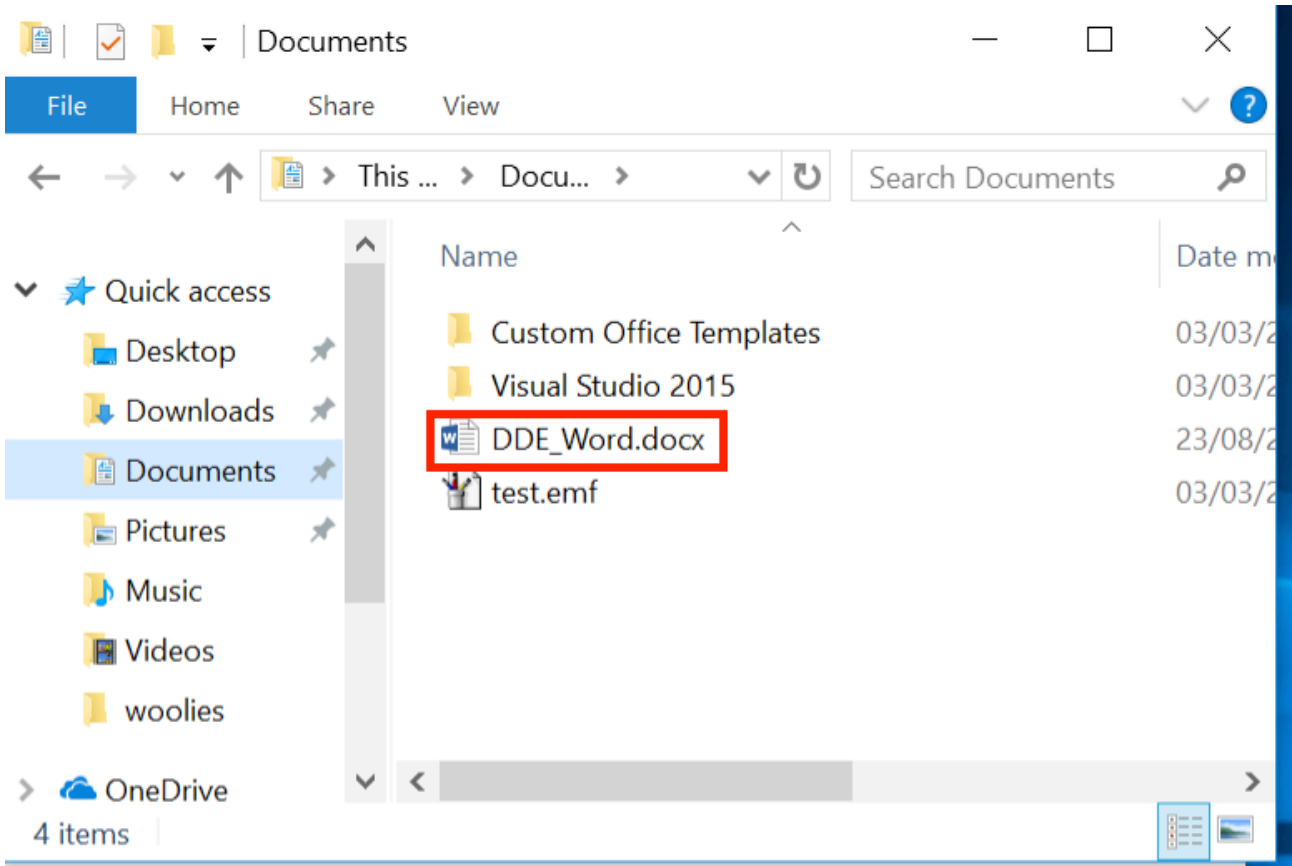 Documents
File Home Share View
This ... Docu... Search Documents
Name Date m
Quick access
Desktop
Downloads
Documents
Pictures
Music
Videos
woolies
OneDrive
Custom Office Templates 03/03/2
Visual Studio 2015 03/03/2
DDE_Word.docx 23/08/2
test.emf 03/03/2
4 items